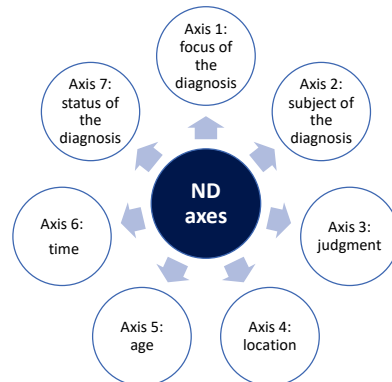 Axis 1:
focus of
the
diagnosis
Axis 2:
subject of
the
diagnosis
Axis 3:
judgment
Axis 4:
location
Axis 5:
age
Axis 6:
time
Axis 7:
status of
the
diagnosis
ND
axes